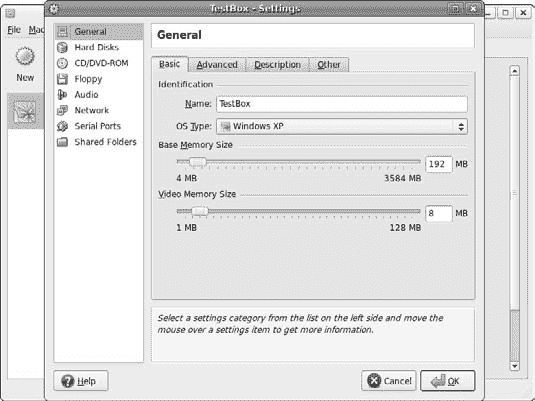 TestBox - Settings
File Mac
New
General
Hard Disks
CD/DVD-ROM
Floppy
Audio
Network
Serial Ports
Shared Folders
General
Basic Advanced Description Other
Identification
Name: TestBox
OS Type: Windows XP
Base Memory Size
192 MB
4 MB 3584 MB
Video Memory Size
8 MB
1 MB 128 MB
Select a settings category from the list on the left side and move the
mouse over a settings item to get more information.
Help Cancel OK